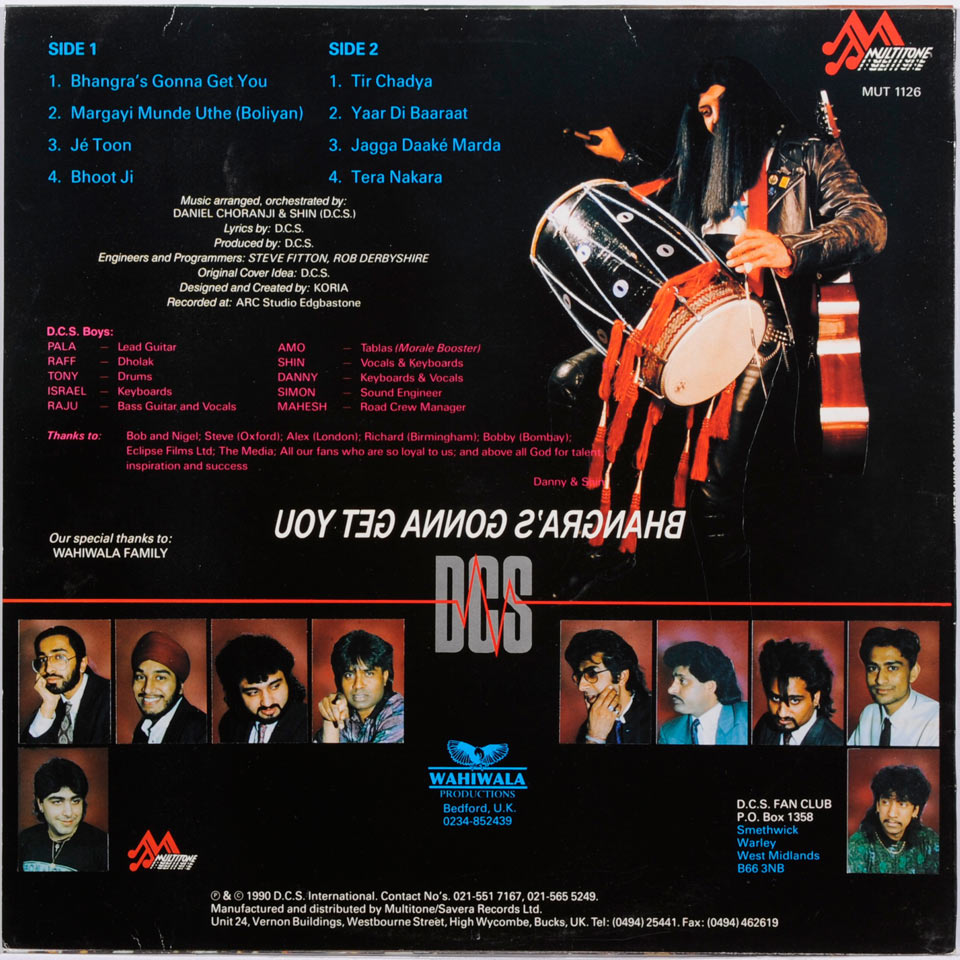 SIDE 1
1. Bhangra's Gonna Get You
2. Margayi Munde Uthe (Boliyan)
3. Jé Toon
4. Bhoot Ji
SIDE 2
1. Tir Chadya
2. Yaar Di Baaraat
3. Jagga Daaké Marda
4. Tera Nakara
MULTITONE
MUT 1126
Music arranged, orchestrated by:
DANIEL CHORANJI & SHIN (D.C.S.)
Lyrics by: D.C.S.
Produced by: D.C.S.
Engineers and Programmers: STEVE FITTON, ROB DERBYSHIRE
Original Cover Idea: D.C.S.
Designed and Created by: KORIA
Recorded at: ARC Studio Edgbastone
D.C.S. Boys:
PALA — Lead Guitar
RAFF — Dholak
TONY — Drums
ISRAEL — Keyboards
RAJU — Bass Guitar and Vocals
AMO — Tablas (Morale Booster)
SHIN — Vocals & Keyboards
DANNY — Keyboards & Vocals
SIMON — Sound Engineer
MAHESH — Road Crew Manager
Thanks to: Bob and Nigel; Steve (Oxford); Alex (London); Richard (Birmingham); Bobby (Bombay);
Eclipse Films Ltd; The Media; All our fans who are so loyal to us; and above all God for talent,
inspiration and success
Danny & Shin
BHANGRA'S GONNA GET YOU
Our special thanks to:
WAHIWALA FAMILY
DCS
WAHIWALA
PRODUCTIONS
Bedford, U.K.
0234-852439
D.C.S. FAN CLUB
P.O. Box 1358
Smethwick
Warley
West Midlands
B66 3NB
MULTITONE
℗ & © 1990 D.C.S. International. Contact No's. 021-551 7167, 021-565 5249.
Manufactured and distributed by Multitone/Savera Records Ltd.
Unit 24, Vernon Buildings, Westbourne Street, High Wycombe, Bucks, UK. Tel: (0494) 25441. Fax: (0494) 462619